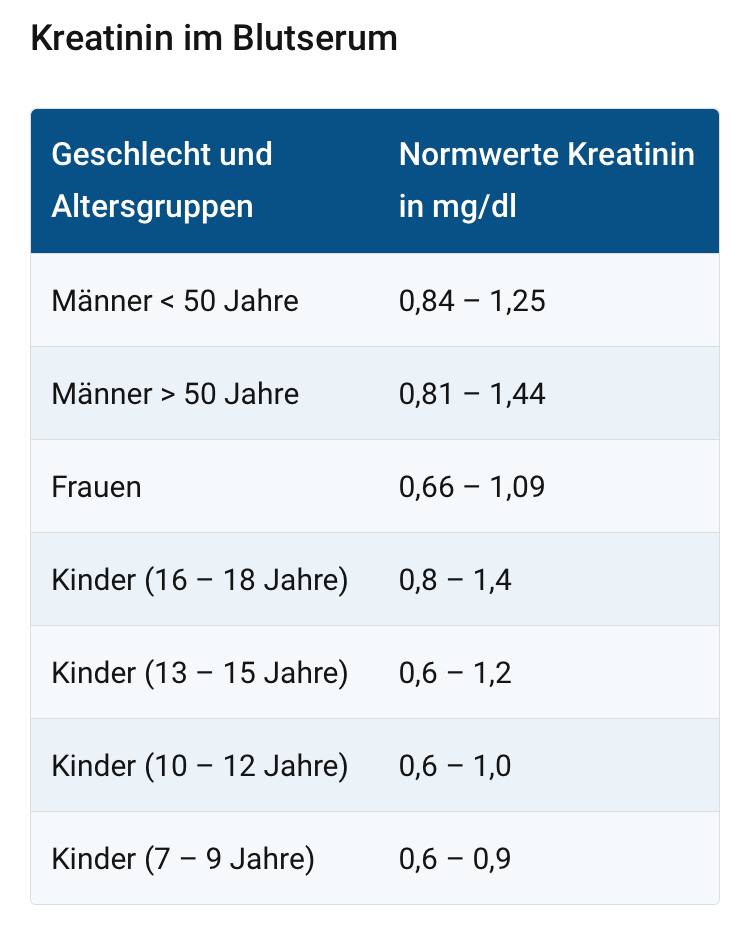 Kreatinin im Blutserum
Geschlecht und Altersgruppen	Normwerte Kreatinin in mg/dl
Männer < 50 Jahre	0,84 – 1,25
Männer > 50 Jahre	0,81 – 1,44
Frauen	0,66 – 1,09
Kinder (16 – 18 Jahre)	0,8 – 1,4
Kinder (13 – 15 Jahre)	0,6 – 1,2
Kinder (10 – 12 Jahre)	0,6 – 1,0
Kinder (7 – 9 Jahre)	0,6 – 0,9